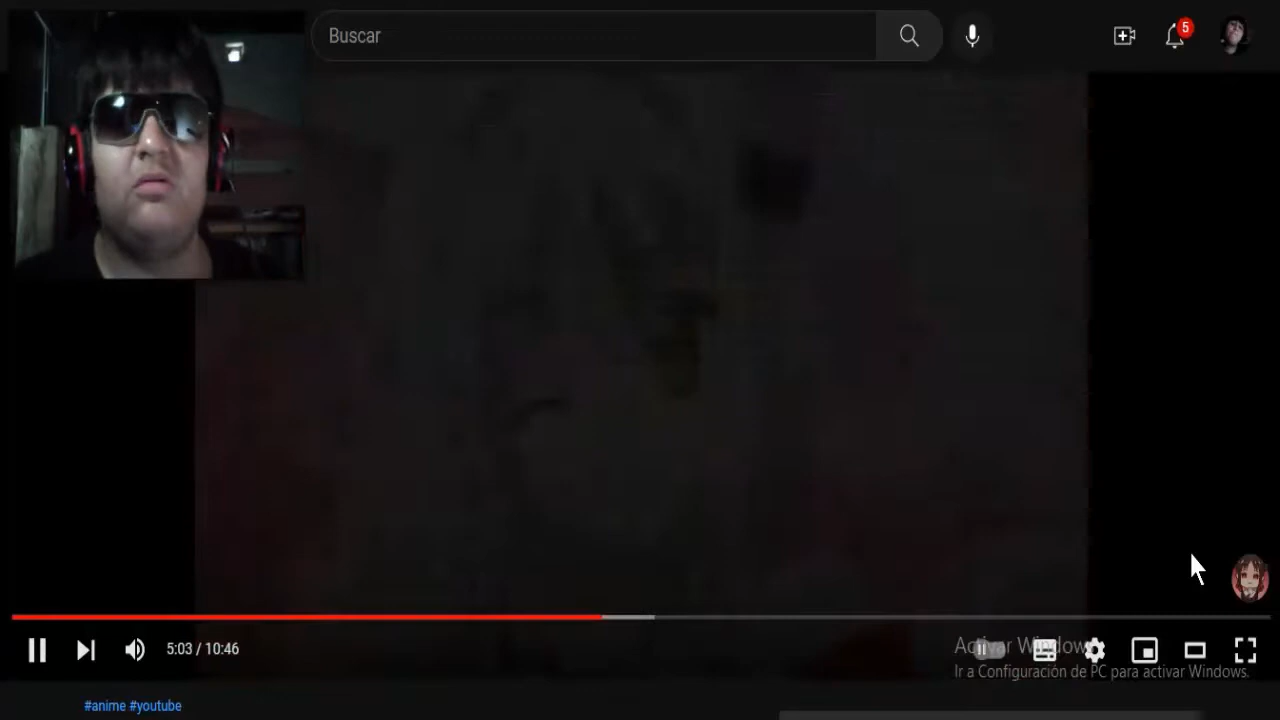 Buscar
5
5:03 / 10:46
Activar Windows
Ir a Configuración de PC para activar Windows.
#anime #youtube